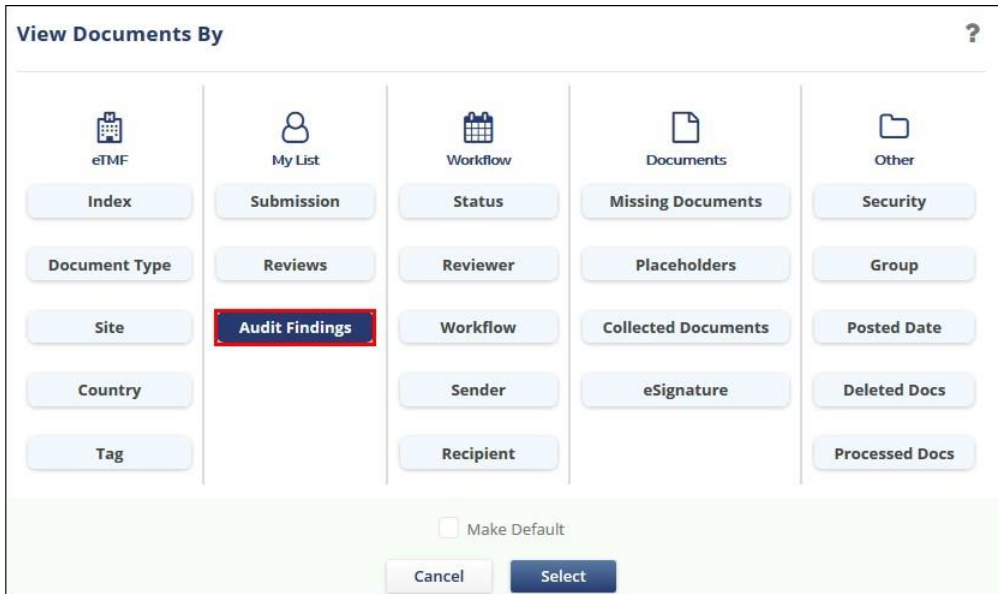 View Documents By
?
eTMF
My List
Workflow
Documents
Other
Index
Submission
Status
Missing Documents
Security
Document Type
Reviews
Reviewer
Placeholders
Group
Site
Audit Findings
Workflow
Collected Documents
Posted Date
Country
Sender
eSignature
Deleted Docs
Tag
Recipient
Processed Docs
Make Default
Cancel
Select